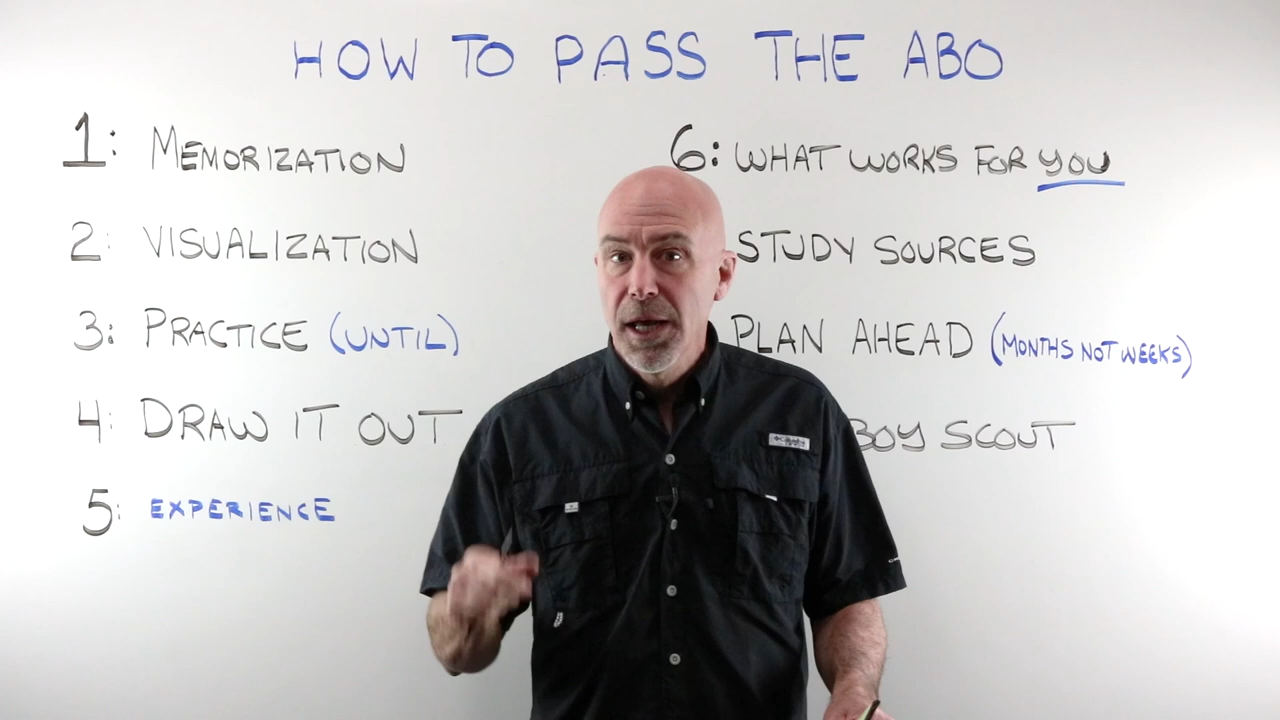 HOW TO PASS THE ABO
1: MEMORIZATION
2: VISUALIZATION
3: PRACTICE (UNTIL)
4: DRAW IT OUT
5: EXPERIENCE
6: WHAT WORKS FOR YOU
STUDY SOURCES
PLAN AHEAD (MONTHS NOT WEEKS)
BOY SCOUT
Columbia